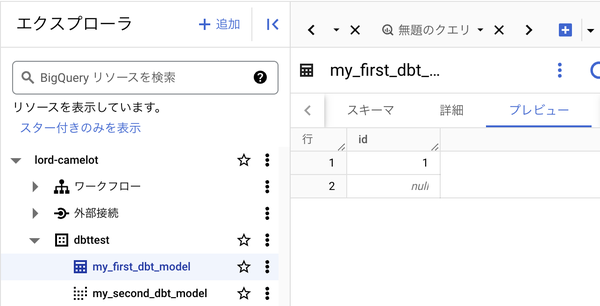 エクスプローラ
+ 追加
BigQuery リソースを検索
リソースを表示しています。
スター付きのみを表示
lord-camelot
ワークフロー
外部接続
dbttest
my_first_dbt_model
my_second_dbt_model
無題のクエリ
my_first_dbt_...
スキーマ
詳細
プレビュー
行 id
1 1
2 null